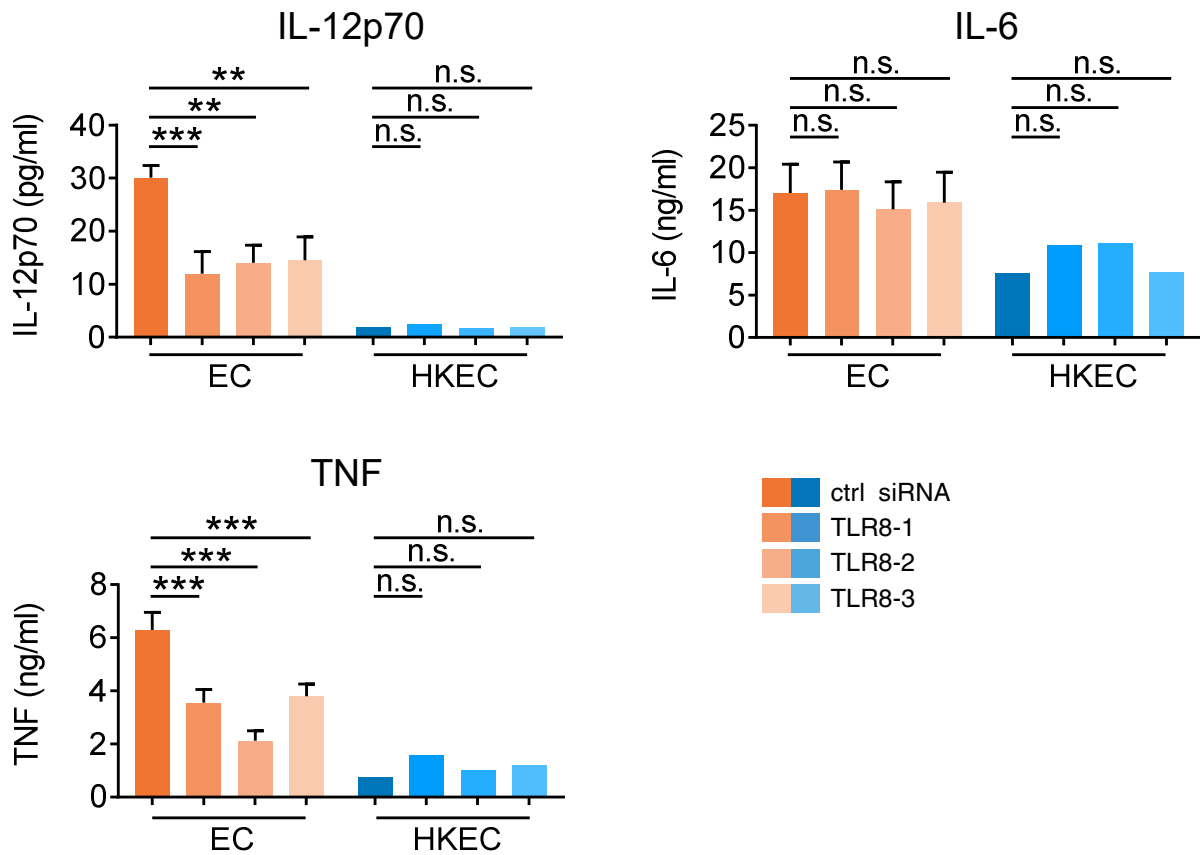 IL-12p70
**
**
***
n.s.
n.s.
n.s.
IL-12p70 (pg/ml)
40
30
20
10
0
EC
HKEC
IL-6
n.s.
n.s.
n.s.
n.s.
n.s.
n.s.
IL-6 (ng/ml)
25
20
15
10
5
0
EC
HKEC
TNF
***
***
***
n.s.
n.s.
n.s.
TNF (ng/ml)
8
6
4
2
0
EC
HKEC
ctrl siRNA
TLR8-1
TLR8-2
TLR8-3